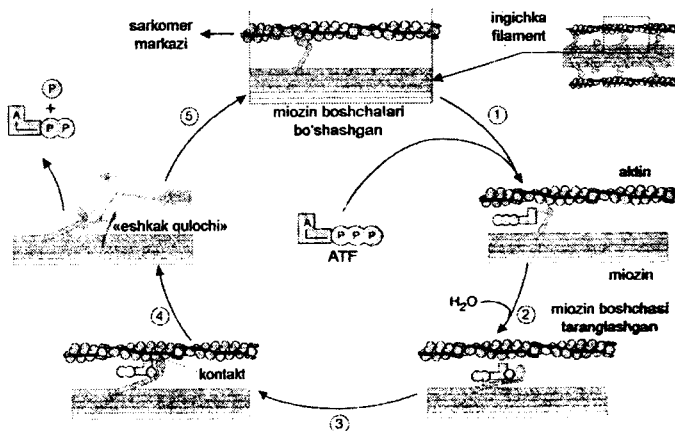 sarkomer
markazi
ingichka
filament
miozin boshchalari
bo'shashgan
P
+
A
P P
5
1
«eshkak qulochi»
A
P P P
ATF
aldin
miozin
H₂O
2
miozin boshchasi
taranglashgan
4
kontakt
3